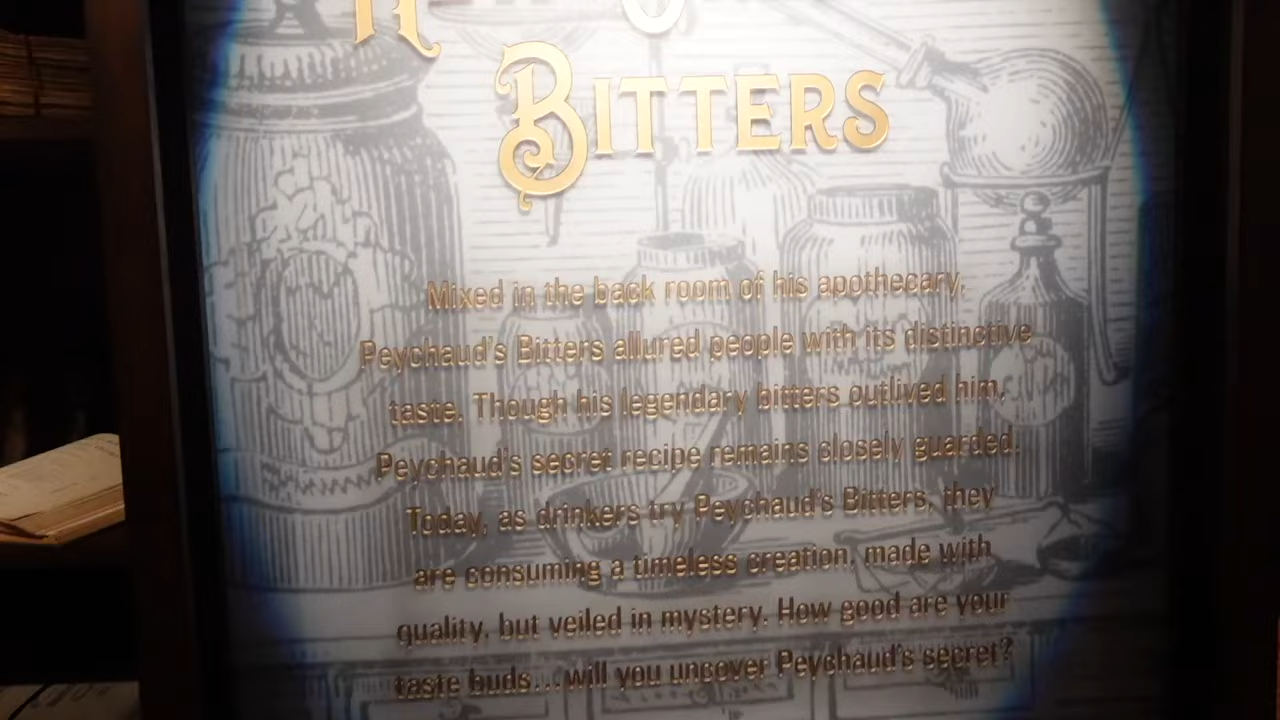 Bitters
Mixed in the back room of his apothecary,
Peychaud's Bitters allured people with its distinctive
taste. Though his legendary bitters outlived him,
Peychaud's secret recipe remains closely guarded.
Today, as drinkers try Peychaud's Bitters, they
are consuming a timeless creation, made with
quality, but veiled in mystery. How good are your
taste buds...will you uncover Peychaud's secret?